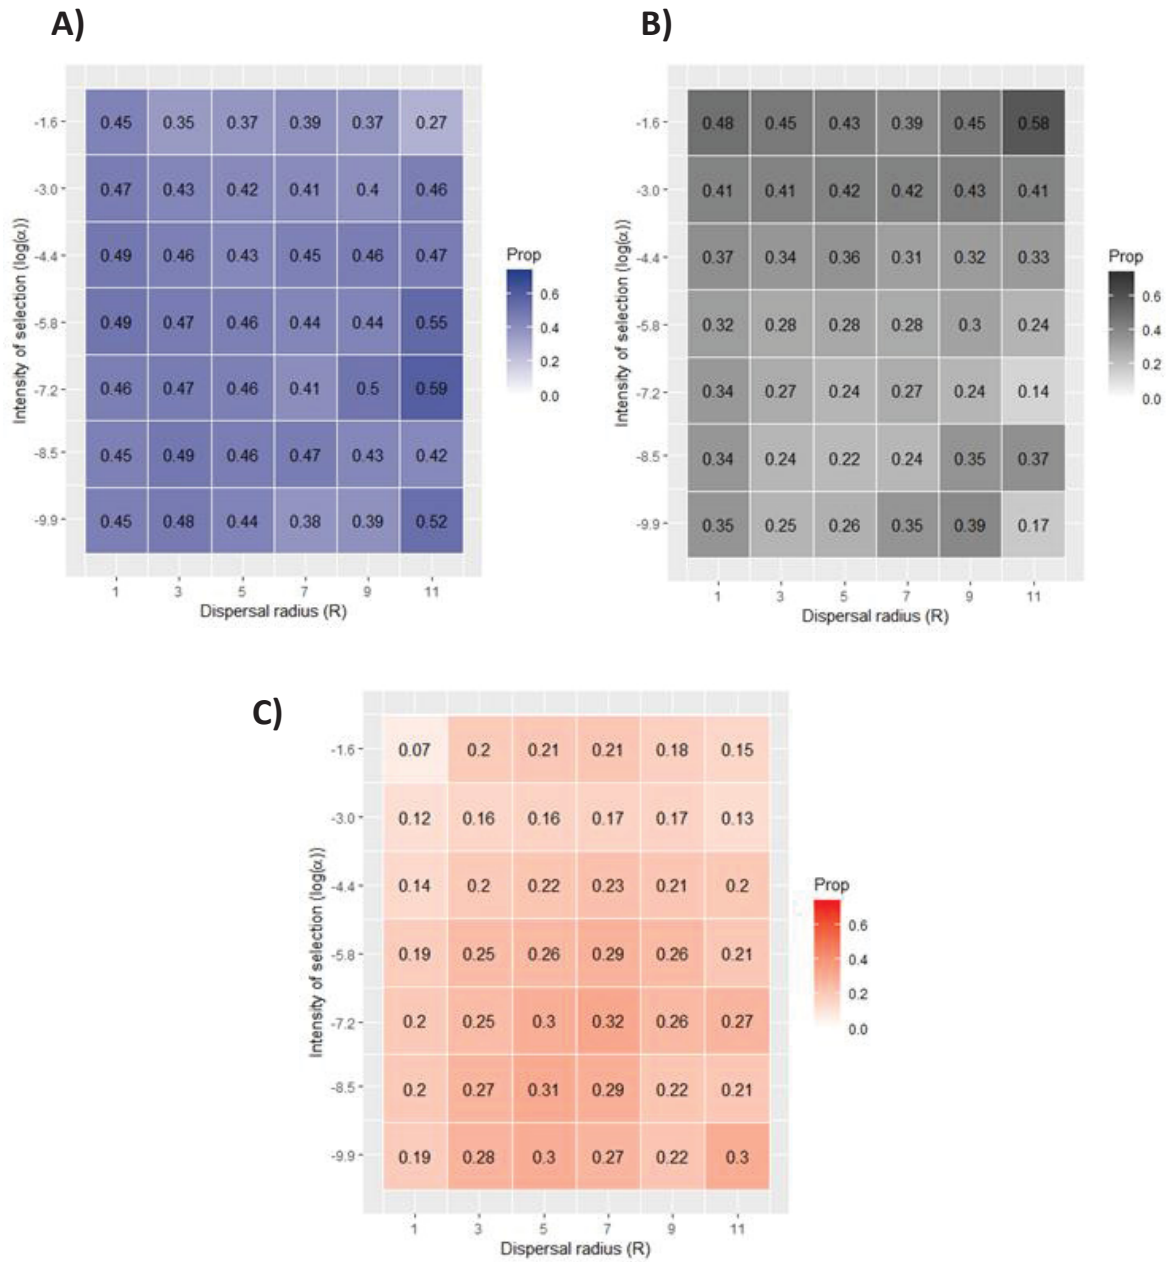 A)
Intensity of selection (log(α))
-1.6 0.45 0.35 0.37 0.39 0.37 0.27
-3.0 0.47 0.43 0.42 0.41 0.4 0.46
-4.4 0.49 0.46 0.43 0.45 0.46 0.47
-5.8 0.49 0.47 0.46 0.44 0.44 0.55
-7.2 0.46 0.47 0.46 0.41 0.5 0.59
-8.5 0.45 0.49 0.46 0.47 0.43 0.42
-9.9 0.45 0.48 0.44 0.38 0.39 0.52
1 3 5 7 9 11
Dispersal radius (R)
Prop
0.6
0.4
0.2
0.0
B)
Intensity of selection (log(α))
-1.6 0.48 0.45 0.43 0.39 0.45 0.58
-3.0 0.41 0.41 0.42 0.42 0.43 0.41
-4.4 0.37 0.34 0.36 0.31 0.32 0.33
-5.8 0.32 0.28 0.28 0.28 0.3 0.24
-7.2 0.34 0.27 0.24 0.27 0.24 0.14
-8.5 0.34 0.24 0.22 0.24 0.35 0.37
-9.9 0.35 0.25 0.26 0.35 0.39 0.17
1 3 5 7 9 11
Dispersal radius (R)
Prop
0.6
0.4
0.2
0.0
C)
Intensity of selection (log(α))
-1.6 0.07 0.2 0.21 0.21 0.18 0.15
-3.0 0.12 0.16 0.16 0.17 0.17 0.13
-4.4 0.14 0.2 0.22 0.23 0.21 0.2
-5.8 0.19 0.25 0.26 0.29 0.26 0.21
-7.2 0.2 0.25 0.3 0.32 0.26 0.27
-8.5 0.2 0.27 0.31 0.29 0.22 0.21
-9.9 0.19 0.28 0.3 0.27 0.22 0.3
1 3 5 7 9 11
Dispersal radius (R)
Prop
0.6
0.4
0.2
0.0